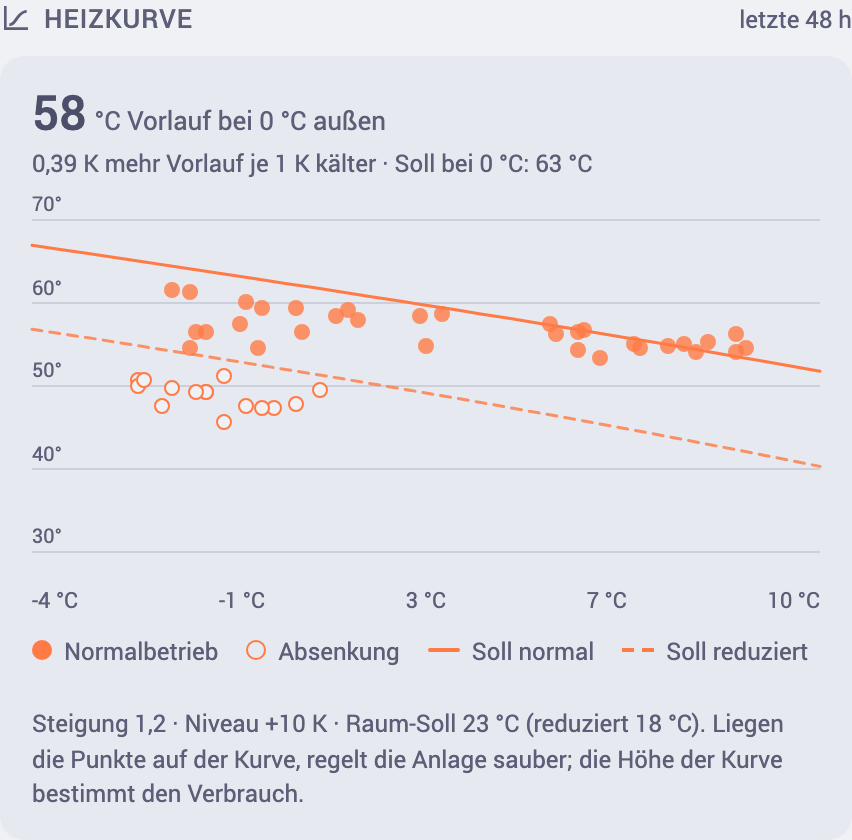 HEIZKURVE
letzte 48 h
58 °C Vorlauf bei 0 °C außen
0,39 K mehr Vorlauf je 1 K kälter · Soll bei 0 °C: 63 °C
70°
60°
50°
40°
30°
-4 °C -1 °C 3 °C 7 °C 10 °C
Normalbetrieb Absenkung Soll normal Soll reduziert
Steigung 1,2 · Niveau +10 K · Raum-Soll 23 °C (reduziert 18 °C). Liegen
die Punkte auf der Kurve, regelt die Anlage sauber; die Höhe der Kurve
bestimmt den Verbrauch.